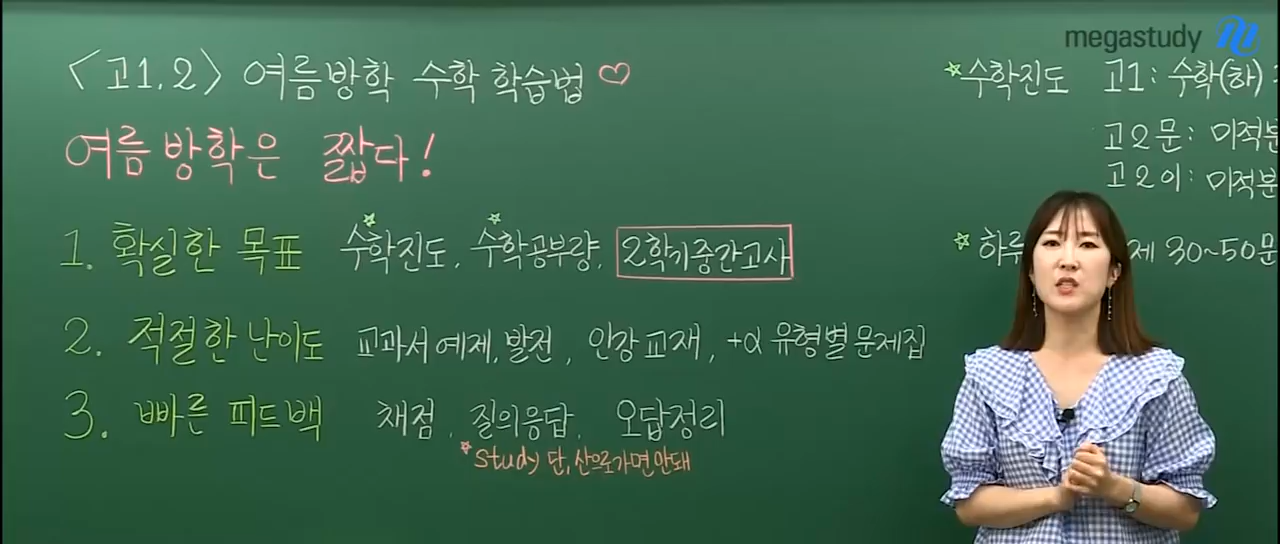 megastudy
<고1.2> 여름방학 수학 학습법♡
여름방학은 짧다!
1. 확실한 목표 수학진도, 수학공부량, 2학기중간고사
2. 적절한 난이도 교과서예제, 발전, 인강교재, +α 유형별문제집
3. 빠른 피드백 채점, 질의응답, 오답정리
☆study 단, 산으로가면안돼
☆수학진도 고1: 수학(하)
고2문: 미적분
고2이: 미적분
☆하루 제 30~50문